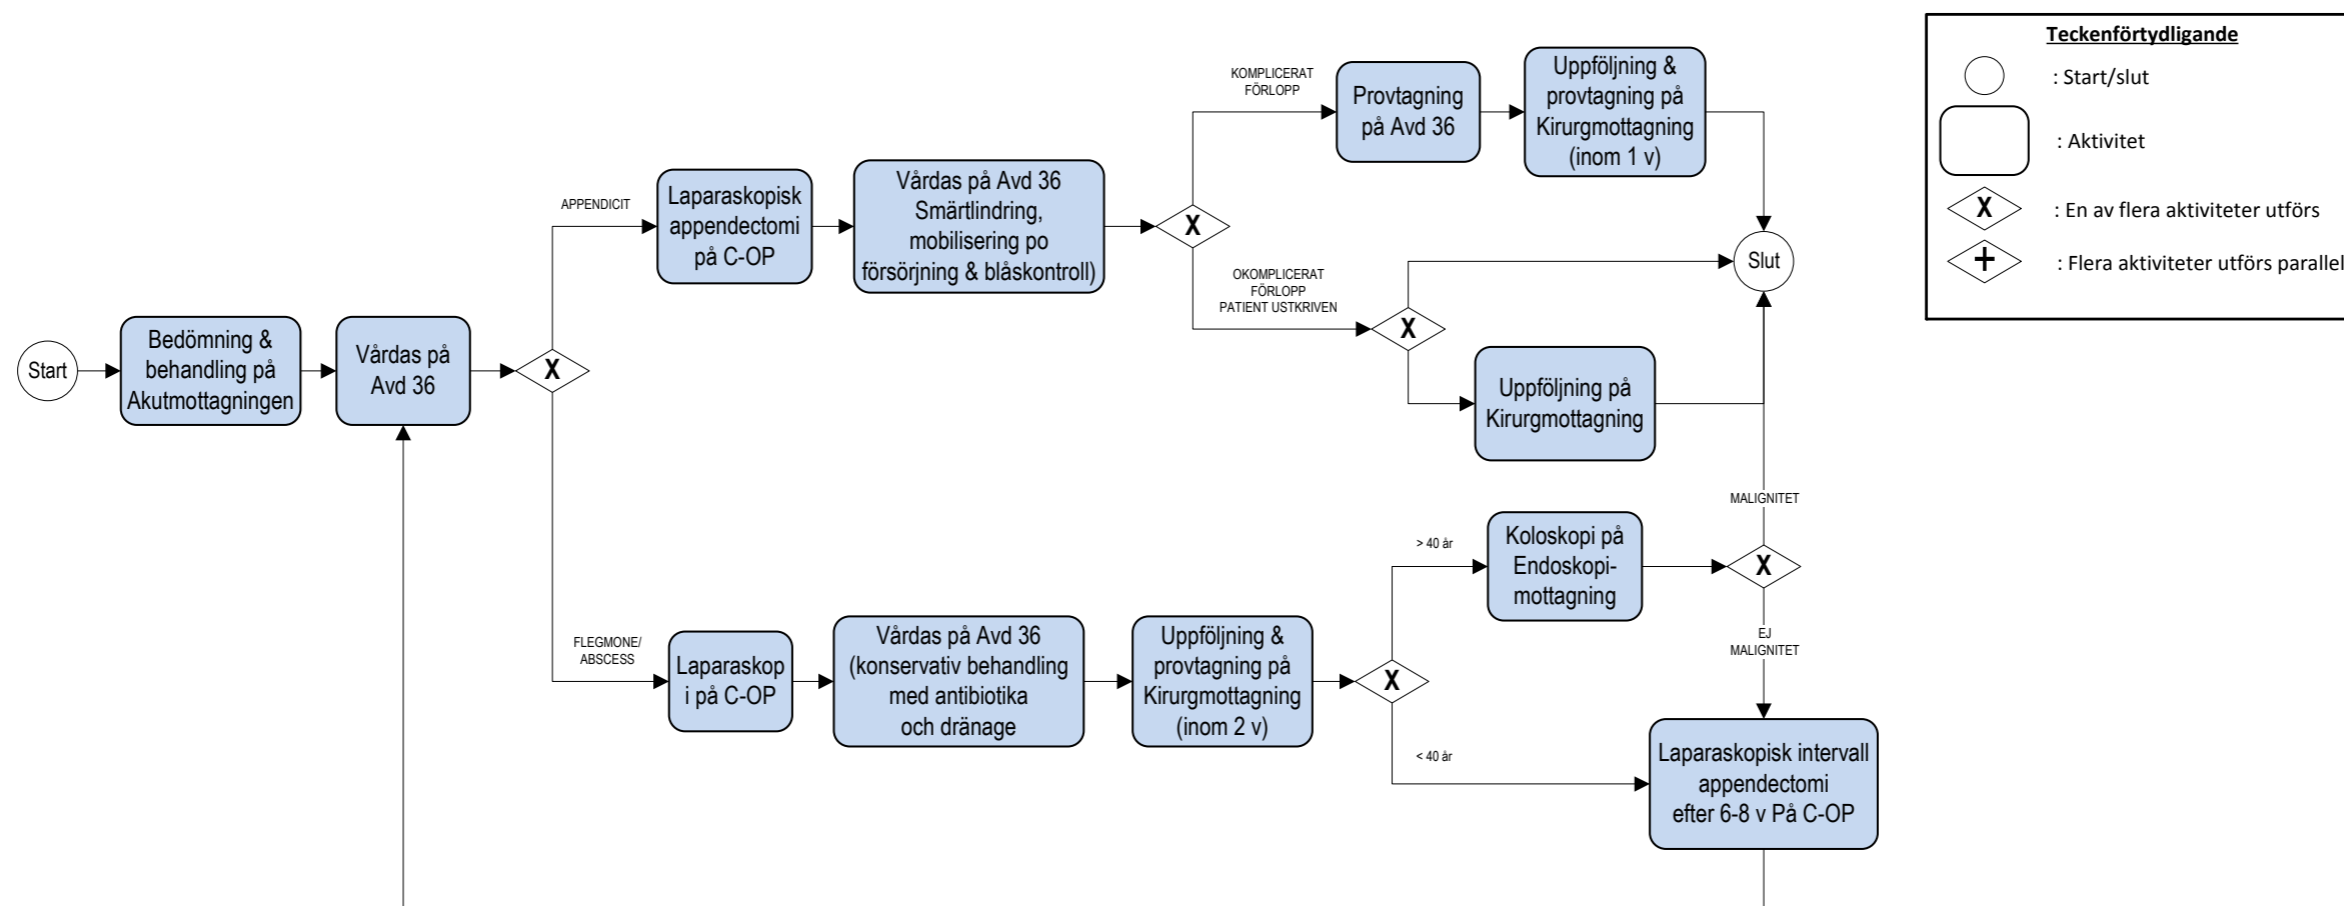 Teckenförtydligande
: Start/slut
: Aktivitet
X
: En av flera aktiviteter utförs
+
: Flera aktiviteter utförs parallel
Start
Bedömning &
behandling på
Akutmottagningen
Vårdas på
Avd 36
X
APPENDICIT
Laparaskopisk
appendectomi
på C-OP
Vårdas på Avd 36
Smärtlindring,
mobilisering po
försörjning & blåskontroll)
X
KOMPLICERAT
FÖRLOPP
Provtagning
på Avd 36
Uppföljning &
provtagning på
Kirurgmottagning
(inom 1 v)
Slut
OKOMPLICERAT
FÖRLOPP
PATIENT USTKRIVEN
X
Uppföljning på
Kirurgmottagning
FLEGMONE/
ABSCESS
Laparaskop
i på C-OP
Vårdas på Avd 36
(konservativ behandling
med antibiotika
och dränage
Uppföljning &
provtagning på
Kirurgmottagning
(inom 2 v)
X
> 40 år
Koloskopi på
Endoskopi-
mottagning
X
MALIGNITET
EJ
MALIGNITET
< 40 år
Laparaskopisk intervall
appendectomi
efter 6-8 v På C-OP